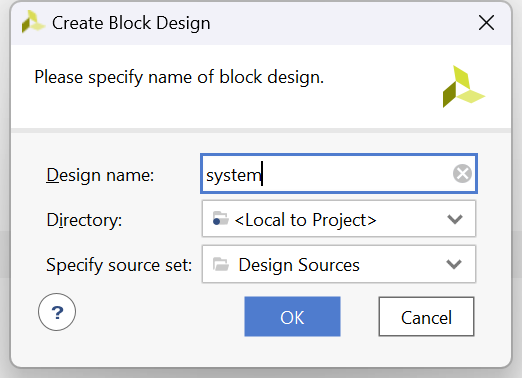 Create Block Design
Please specify name of block design.
Design name: system
Directory: <Local to Project>
Specify source set: Design Sources
? OK Cancel